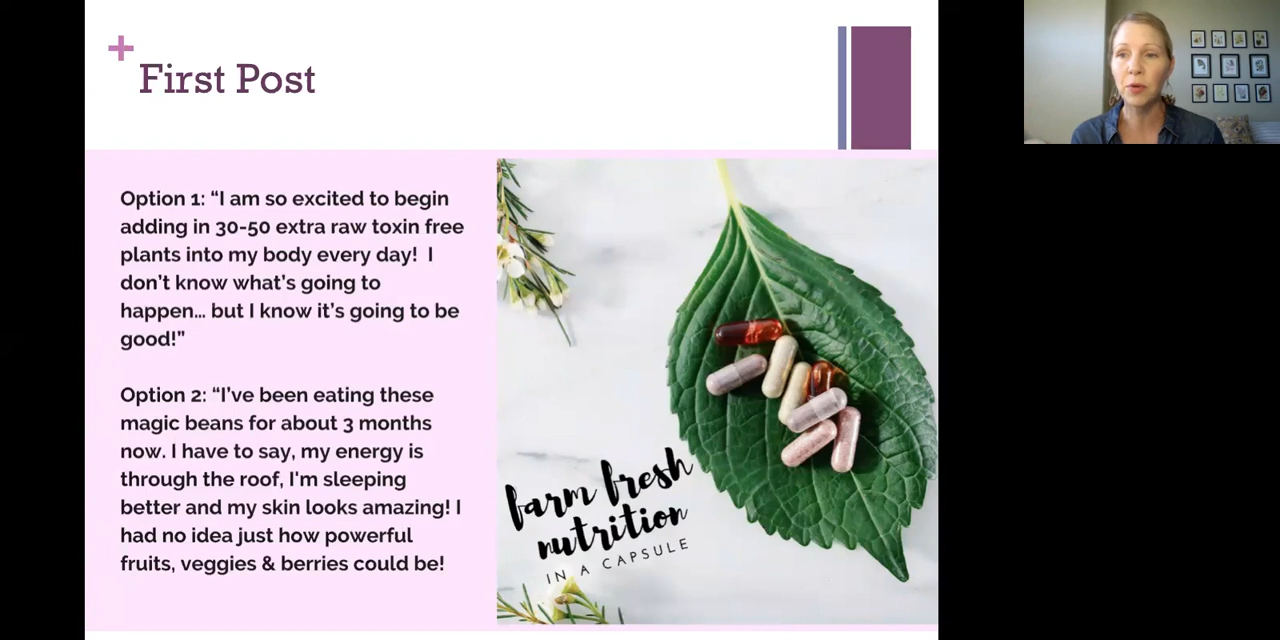 +
First Post
Option 1: “I am so excited to begin
adding in 30-50 extra raw toxin free
plants into my body every day!  I
don’t know what’s going to
happen… but I know it’s going to be
good!”
Option 2: “I’ve been eating these
magic beans for about 3 months
now. I have to say, my energy is
through the roof, I'm sleeping
better and my skin looks amazing! I
had no idea just how powerful
fruits, veggies & berries could be!
farm fresh
nutrition
IN A CAPSULE